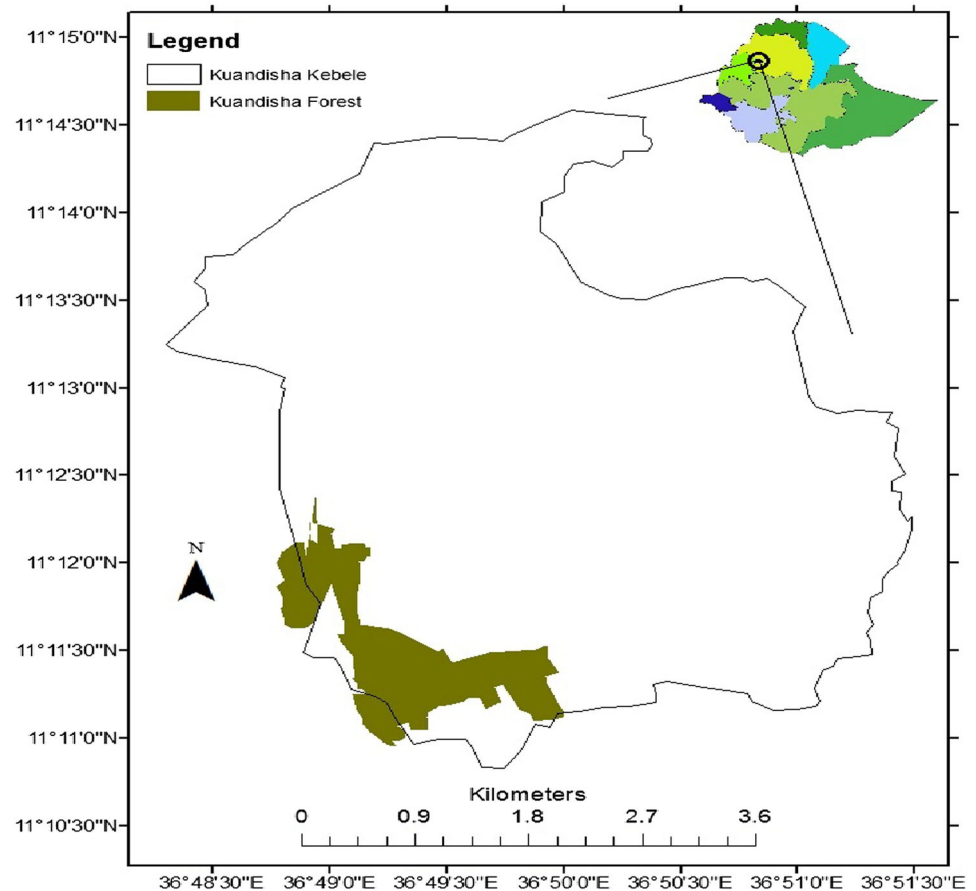 Legend
Kuandisha Kebele
Kuandisha Forest
11°15'0"N
11°14'30"N
11°14'0"N
11°13'30"N
11°13'0"N
11°12'30"N
11°12'0"N
11°11'30"N
11°11'0"N
11°10'30"N
N
Kilometers
0 0.9 1.8 2.7 3.6
36°48'30"E 36°49'0"E 36°49'30"E 36°50'0"E 36°50'30"E 36°51'0"E 36°51'30"E